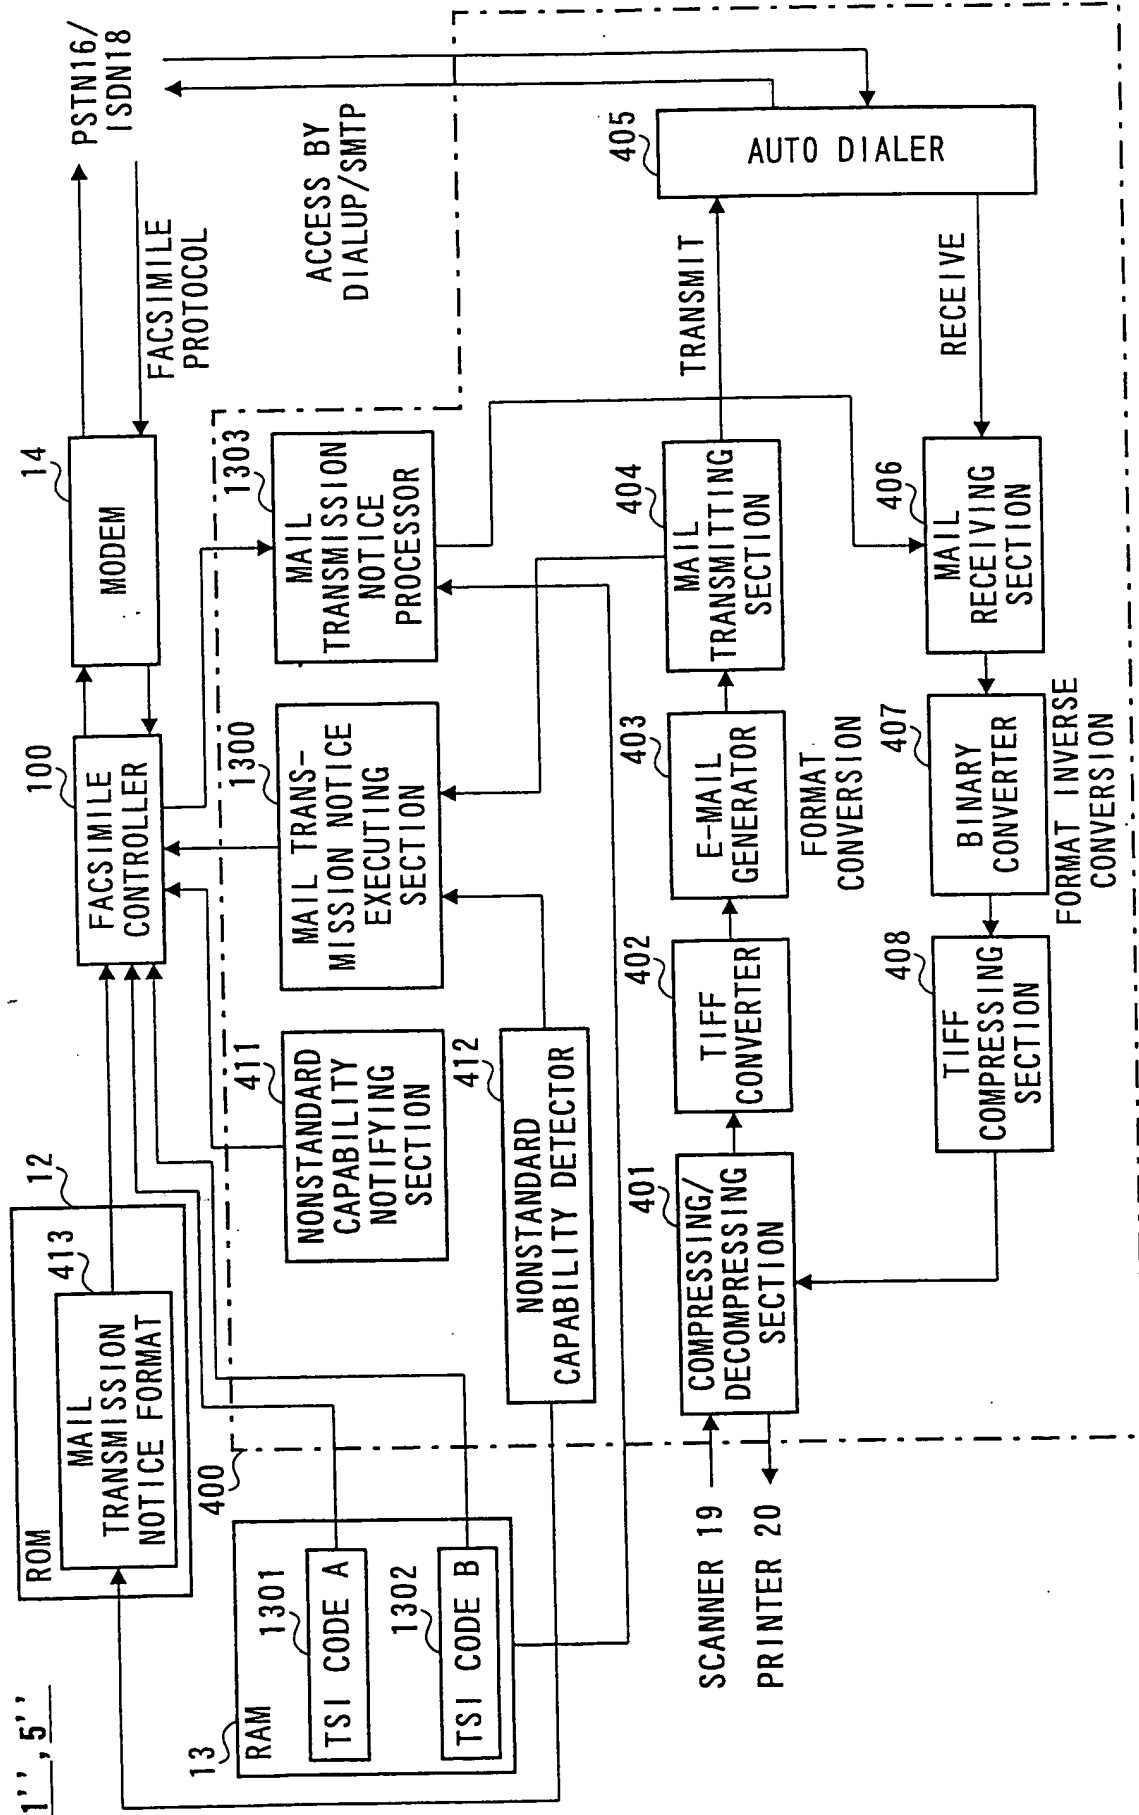 1'', 5''
ROM
12
413
MAIL
TRANSMISSION
NOTICE FORMAT
100
FACSIMILE
CONTROLLER
14
MODEM
PSTN16/
ISDN18
FACSIMILE
PROTOCOL
ACCESS BY
DIALUP/SMTP
400
13
RAM
1301
TSI CODE A
1302
TSI CODE B
411
NONSTANDARD
CAPABILITY
NOTIFYING
SECTION
412
NONSTANDARD
CAPABILITY DETECTOR
1300
MAIL TRANS-
MISSION NOTICE
EXECUTING
SECTION
1303
MAIL
TRANSMISSION
NOTICE
PROCESSOR
SCANNER 19
PRINTER 20
401
COMPRESSING/
DECOMPRESSING
SECTION
402
TIFF
CONVERTER
403
E-MAIL
GENERATOR
FORMAT
CONVERSION
404
MAIL
TRANSMITTING
SECTION
TRANSMIT
405
AUTO DIALER
RECEIVE
406
MAIL
RECEIVING
SECTION
407
BINARY
CONVERTER
FORMAT INVERSE
CONVERSION
408
TIFF
COMPRESSING
SECTION